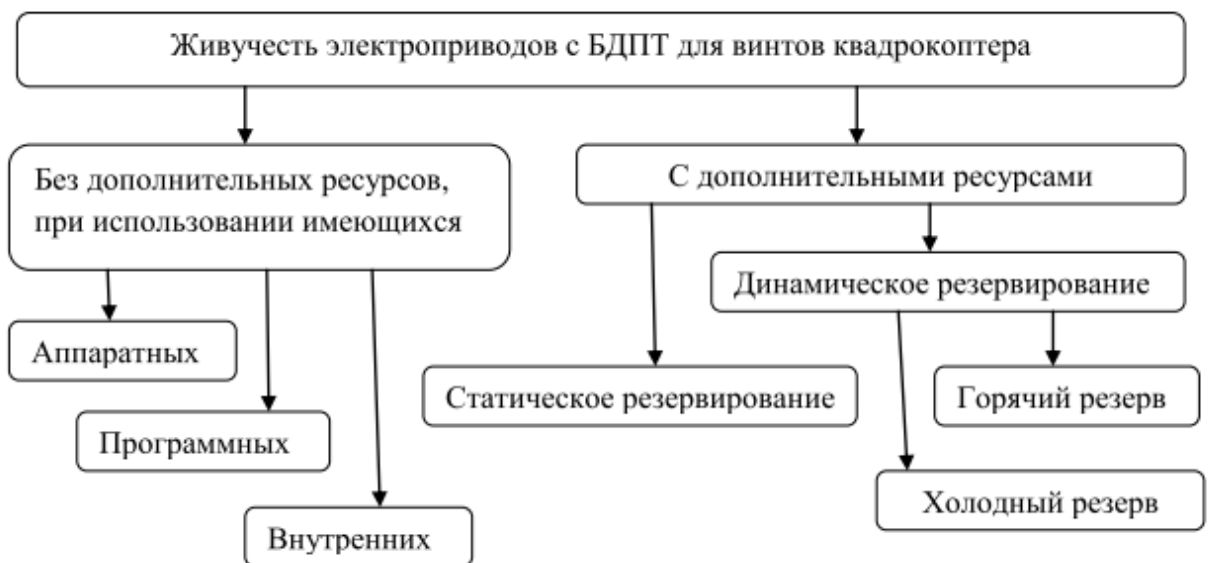 Живучесть электроприводов с БДПТ для винтов квадрокоптера
Без дополнительных ресурсов,
при использовании имеющихся
С дополнительными ресурсами
Динамическое резервирование
Аппаратных
Статическое резервирование
Горячий резерв
Программных
Холодный резерв
Внутренних